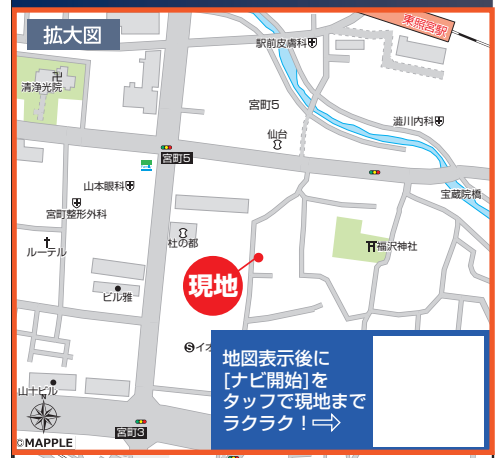 拡大図
東照宮駅
駅前皮膚科
清浄光院
宮町5
澁川内科
仙台
宮町5
宝蔵院橋
山本眼科
宮町整形外科
ルーテル
杜の都
福沢神社
現地
ビル雅
Sイオ
地図表示後に
[ナビ開始]を
タップで現地まで
ラクラク！⇨
山十ビル
N
宮町3
©MAPPLE